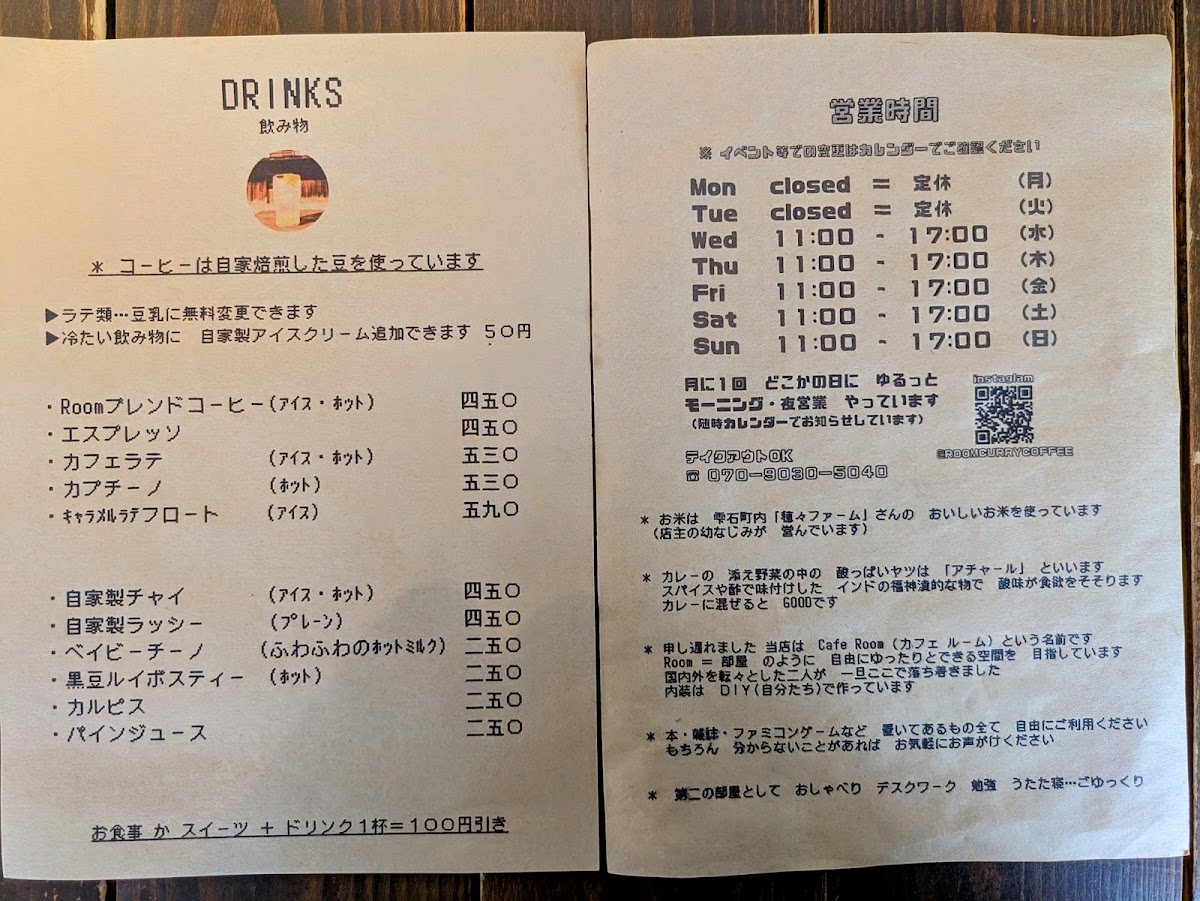 DRINKS
飲み物
* コーヒーは自家焙煎した豆を使っています
▶ラテ類…豆乳に無料変更できます
▶冷たい飲み物に 自家製アイスクリーム追加できます 50円
・Roomブレンドコーヒー(ｱｲｽ・ﾎｯﾄ) 四五〇
・エスプレッソ 四五〇
・カフェラテ (ｱｲｽ・ﾎｯﾄ) 五三〇
・カプチーノ (ﾎｯﾄ) 五三〇
・ｷｬﾗﾒﾙﾗﾃフロート (ｱｲｽ) 五九〇
・自家製チャイ (ｱｲｽ・ﾎｯﾄ) 四五〇
・自家製ラッシー (ﾌﾟﾚｰﾝ) 四五〇
・ベイビーチーノ (ふわふわのﾎｯﾄﾐﾙｸ) 二五〇
・黒豆ルイボスティー (ﾎｯﾄ) 二五〇
・カルピス 二五〇
・パインジュース 二五〇
お食事 か スイーツ + ドリンク1杯=100円引き
営業時間
※ イベント等での変更はカレンダーでご確認ください
Mon closed = 定休 (月)
Tue closed = 定休 (火)
Wed 11:00 - 17:00 (水)
Thu 11:00 - 17:00 (木)
Fri 11:00 - 17:00 (金)
Sat 11:00 - 17:00 (土)
Sun 11:00 - 17:00 (日)
月に1回 どこかの日に ゆるっと
モーニング・夜営業 やっています
(随時カレンダーでお知らせしています)
instaglam
@ROOMCURRYCOFFEE
テイクアウトOK
☎ 070-9030-5040
* お米は 雫石町内「穂々ファーム」さんの おいしいお米を使っています
(店主の幼なじみが 営んでいます)
* カレーの 添え野菜の中の 酸っぱいヤツは 「アチャール」 といいます
スパイスや酢で味付けした インドの福神漬的な物で 酸味が食欲をそそります
カレーに混ぜると GOODです
* 申し遅れました 当店は Cafe Room (カフェ ルーム) という名前です
Room = 部屋 のように 自由にゆったりとできる空間を 目指しています
国内外を転々とした二人が 一旦ここで落ち着きました
内装は DIY(自分たち)で作っています
* 本・雑誌・ファミコンゲームなど 置いてあるもの全て 自由にご利用ください
もちろん 分からないことがあれば お気軽にお声がけください
* 第二の部屋として おしゃべり デスクワーク 勉強 うたた寝…ごゆっくり